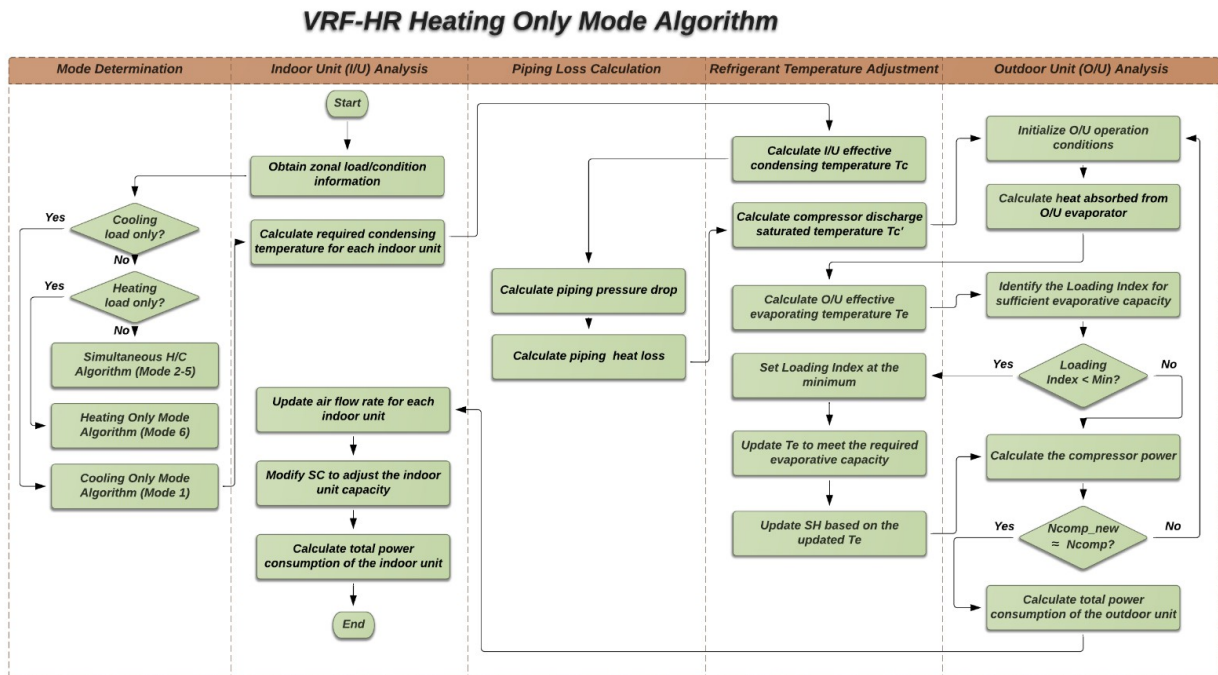 VRF-HR Heating Only Mode Algorithm
Mode Determination
Indoor Unit (I/U) Analysis
Piping Loss Calculation
Refrigerant Temperature Adjustment
Outdoor Unit (O/U) Analysis
Start
Obtain zonal load/condition
information
Yes
Cooling
load only?
No
Yes
Heating
load only?
No
Simultaneous H/C
Algorithm (Mode 2-5)
Heating Only Mode
Algorithm (Mode 6)
Cooling Only Mode
Algorithm (Mode 1)
Calculate required condensing
temperature for each indoor unit
Calculate I/U effective
condensing temperature Tc
Calculate piping pressure drop
Calculate piping heat loss
Calculate compressor discharge
saturated temperature Tc'
Initialize O/U operation
conditions
Calculate heat absorbed from
O/U evaporator
Calculate O/U effective
evaporating temperature Te
Identify the Loading Index for
sufficient evaporative capacity
Yes
Loading
Index < Min?
No
Set Loading Index at the
minimum
Update Te to meet the required
evaporative capacity
Update SH based on the
updated Te
Calculate the compressor power
Yes
Ncomp_new
≈ Ncomp?
No
Calculate total power
consumption of the outdoor unit
Update air flow rate for each
indoor unit
Modify SC to adjust the indoor
unit capacity
Calculate total power
consumption of the indoor unit
End